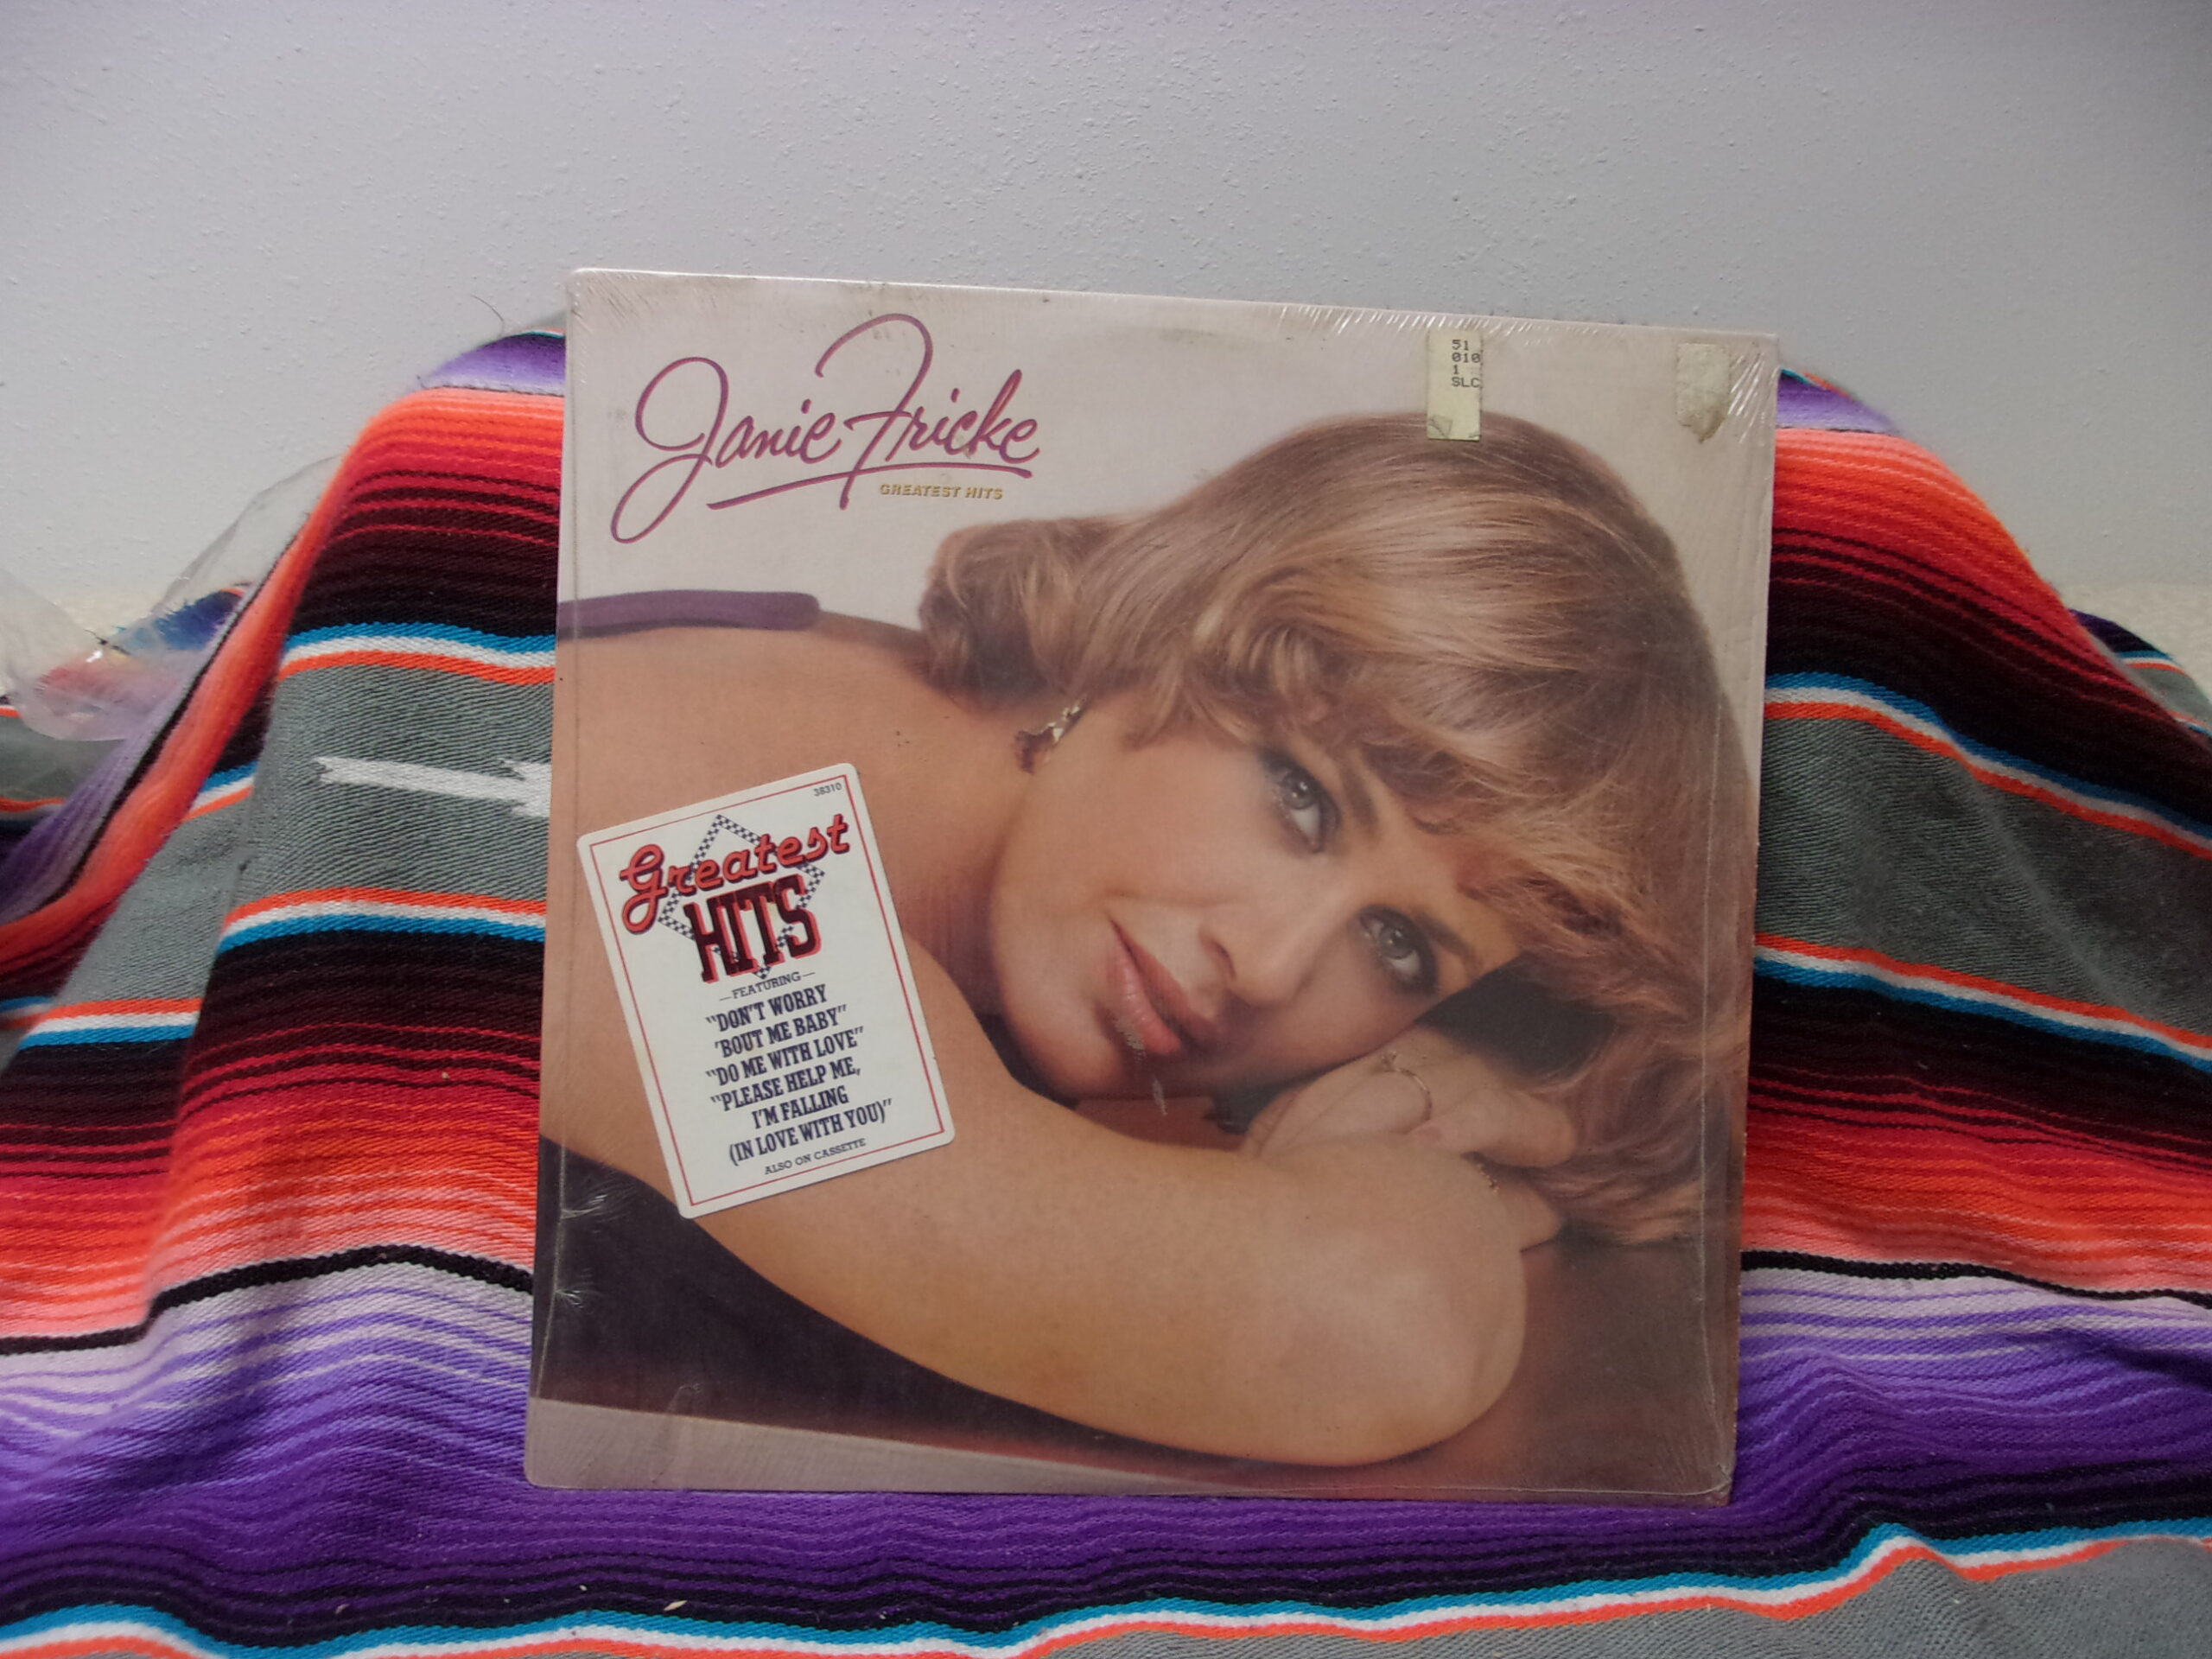 Janie Fricke
GREATEST HITS
51
010
1
SLC
38310
Greatest
HITS
—FEATURING—
"DON'T WORRY
'BOUT ME BABY"
"DO ME WITH LOVE"
"PLEASE HELP ME,
I'M FALLING
(IN LOVE WITH YOU)"
ALSO ON CASSETTE